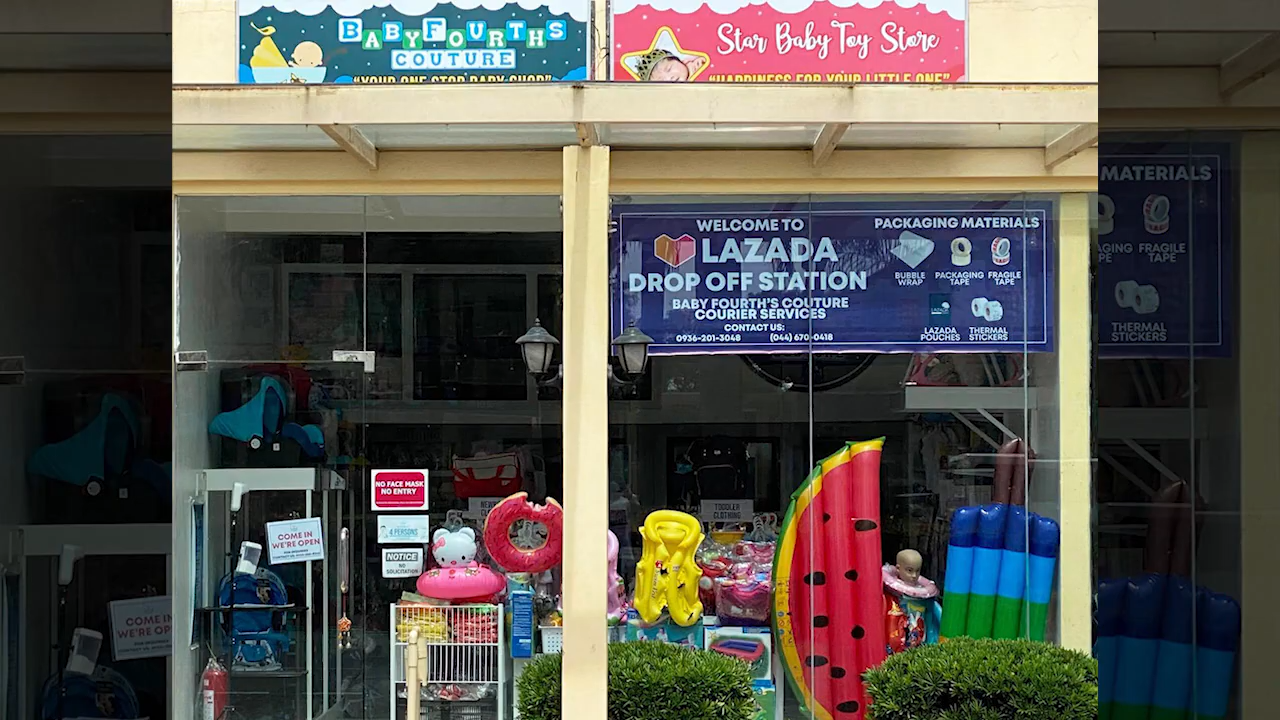 BABYFOURTHS
COUTURE
"YOUR ONE STOP BABY SHOP"
Star Baby Toy Store
"HAPPINESS FOR YOUR LITTLE ONE"
WELCOME TO
LAZADA
DROP OFF STATION
BABY FOURTH'S COUTURE
COURIER SERVICES
CONTACT US:
0936-201-3048 (044) 670-0418
PACKAGING MATERIALS
BUBBLE
WRAP
PACKAGING
TAPE
FRAGILE
TAPE
LAZADA
POUCHES
THERMAL
STICKERS
NO FACE MASK
NO ENTRY
4 PERSONS
NOTICE
NO
SOLICITATION
COME IN
WE'RE OPEN
TODDLER
CLOTHING
MATERIALS
FRAGILE
TAPE
THERMAL
STICKERS
COME IN